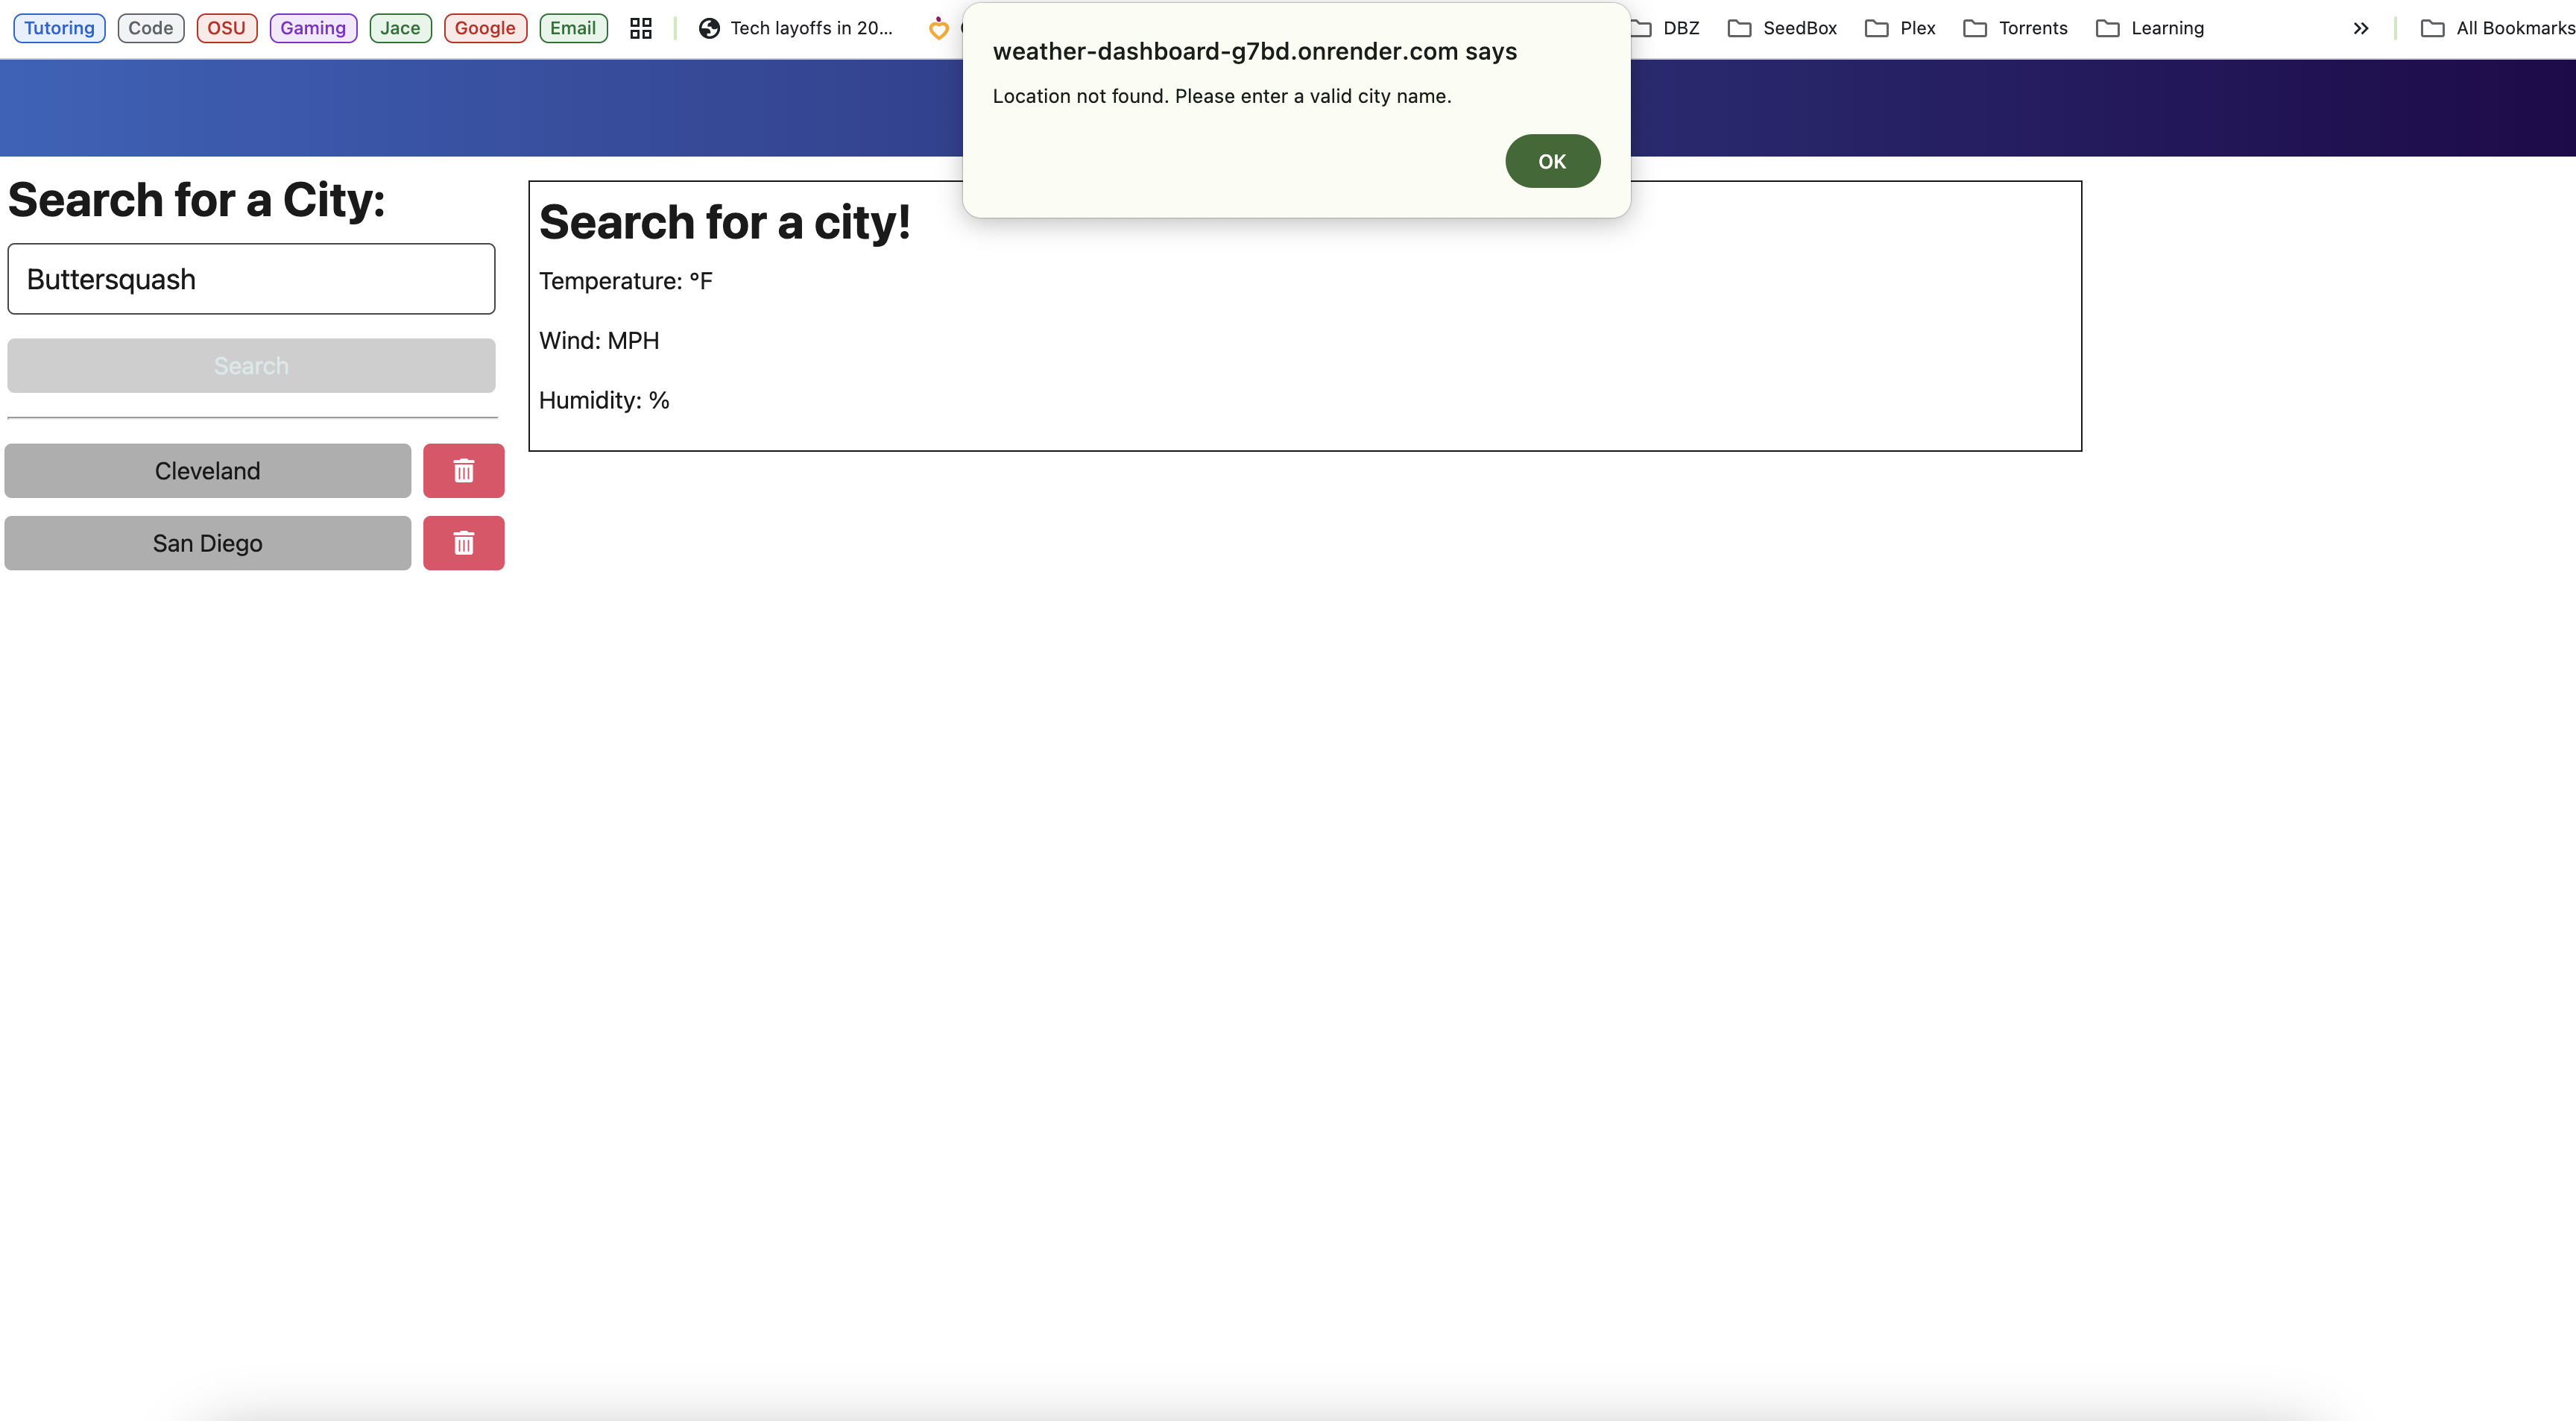 Tutoring Code OSU Gaming Jace Google Email Tech layoffs in 20... DBZ SeedBox Plex Torrents Learning All Bookmarks
weather-dashboard-g7bd.onrender.com says
Location not found. Please enter a valid city name.
OK
Search for a City:
Buttersquash
Search
Cleveland
San Diego
Search for a city!
Temperature: °F
Wind: MPH
Humidity: %